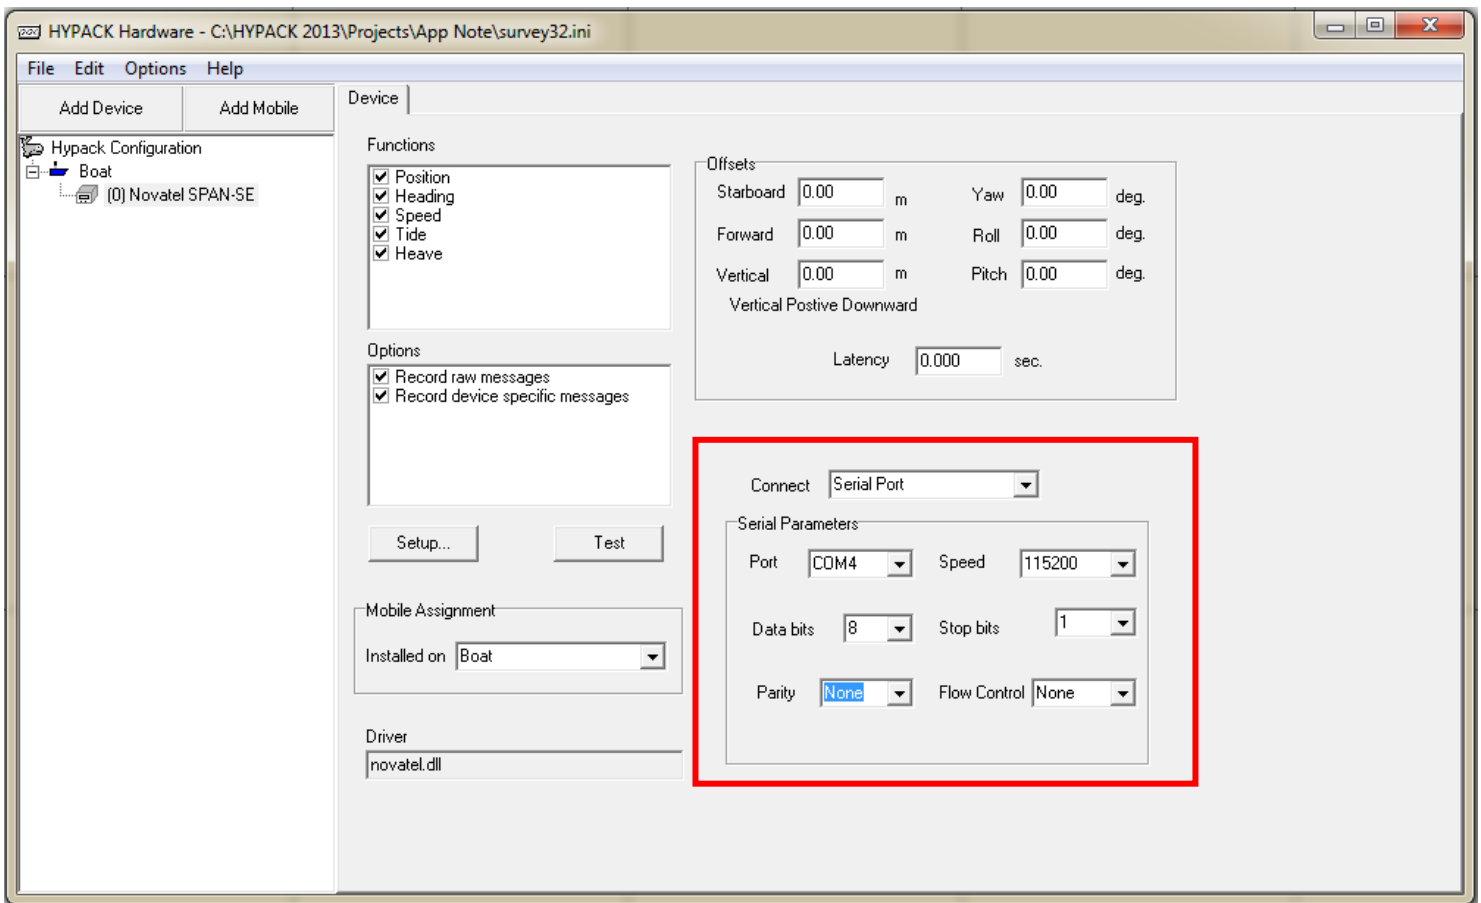 HYPACK Hardware - C:\HYPACK 2013\Projects\App Note\survey32.ini
File Edit Options Help
Add Device Add Mobile
Hypack Configuration
Boat
(0) Novatel SPAN-SE
Device
Functions
Position
Heading
Speed
Tide
Heave
Options
Record raw messages
Record device specific messages
Setup... Test
Mobile Assignment
Installed on Boat
Driver
novatel.dll
Offsets
Starboard 0.00 m Yaw 0.00 deg.
Forward 0.00 m Roll 0.00 deg.
Vertical 0.00 m Pitch 0.00 deg.
Vertical Postive Downward
Latency 0.000 sec.
Connect Serial Port
Serial Parameters
Port COM4 Speed 115200
Data bits 8 Stop bits 1
Parity None Flow Control None